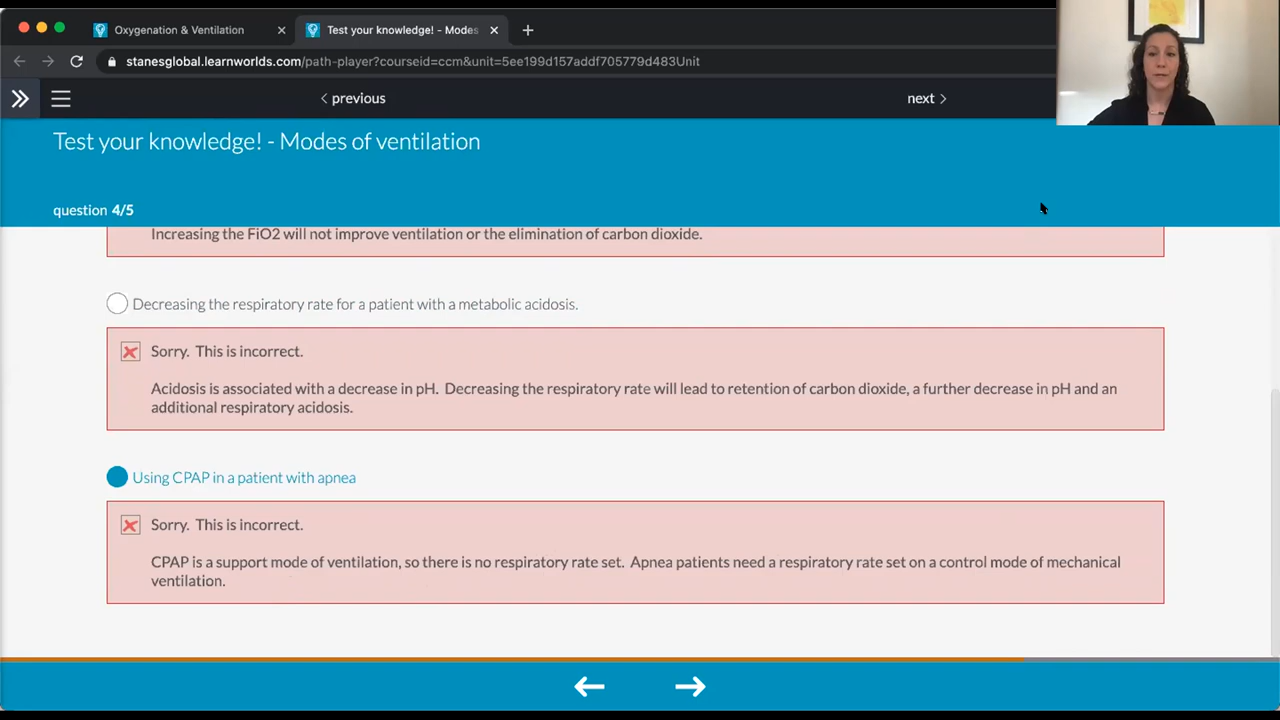 Oxygenation & Ventilation
Test your knowledge! - Modes
stanesglobal.learnworlds.com/path-player?courseid=ccm&unit=5ee199d157addf705779d483Unit
previous
next
Test your knowledge! - Modes of ventilation
question 4/5
Increasing the FiO2 will not improve ventilation or the elimination of carbon dioxide.
Decreasing the respiratory rate for a patient with a metabolic acidosis.
Sorry. This is incorrect.
Acidosis is associated with a decrease in pH. Decreasing the respiratory rate will lead to retention of carbon dioxide, a further decrease in pH and an
additional respiratory acidosis.
Using CPAP in a patient with apnea
Sorry. This is incorrect.
CPAP is a support mode of ventilation, so there is no respiratory rate set. Apnea patients need a respiratory rate set on a control mode of mechanical
ventilation.